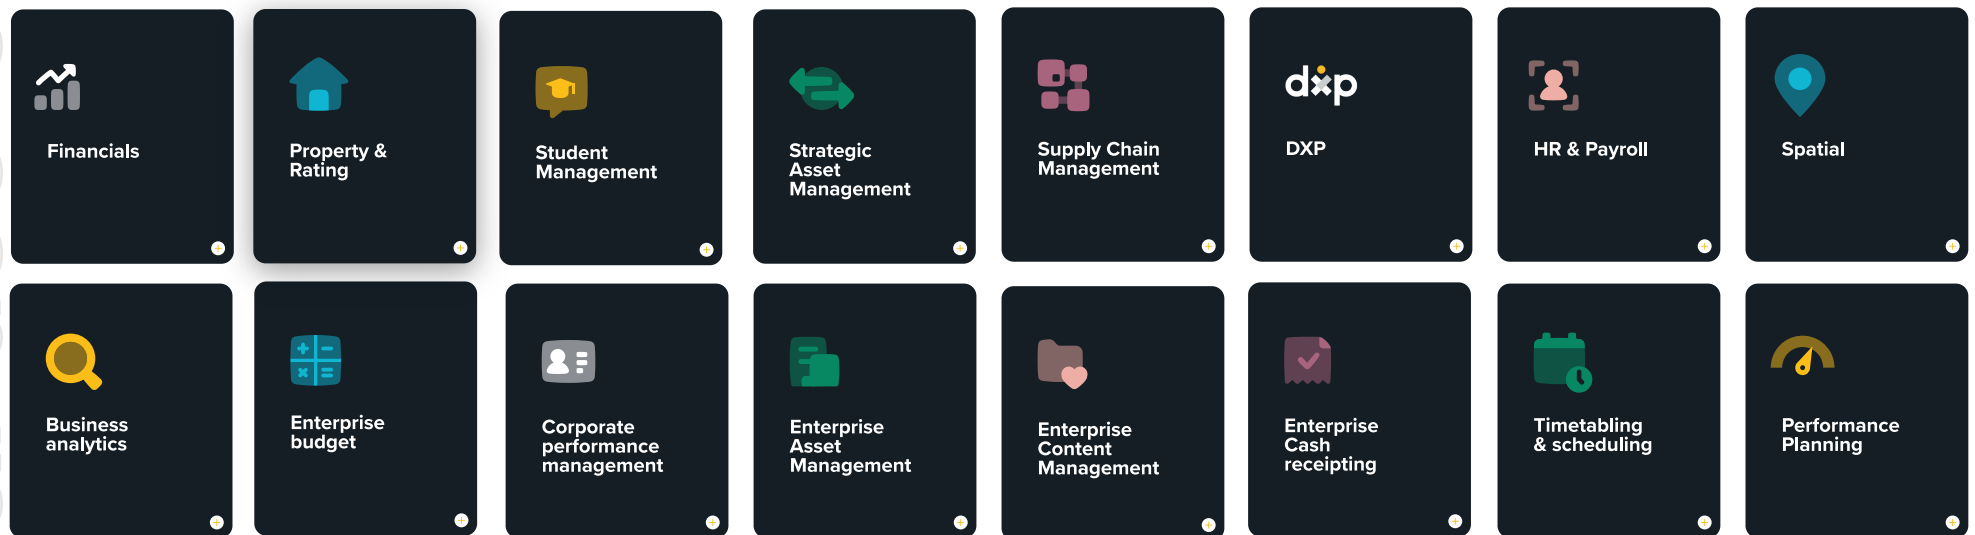 Financials
Property &
Rating
Student
Management
Strategic
Asset
Management
Supply Chain
Management
dxp
DXP
HR & Payroll
Spatial
Business
analytics
Enterprise
budget
Corporate
performance
management
Enterprise
Asset
Management
Enterprise
Content
Management
Enterprise
Cash
receipting
Timetabling
& scheduling
Performance
Planning